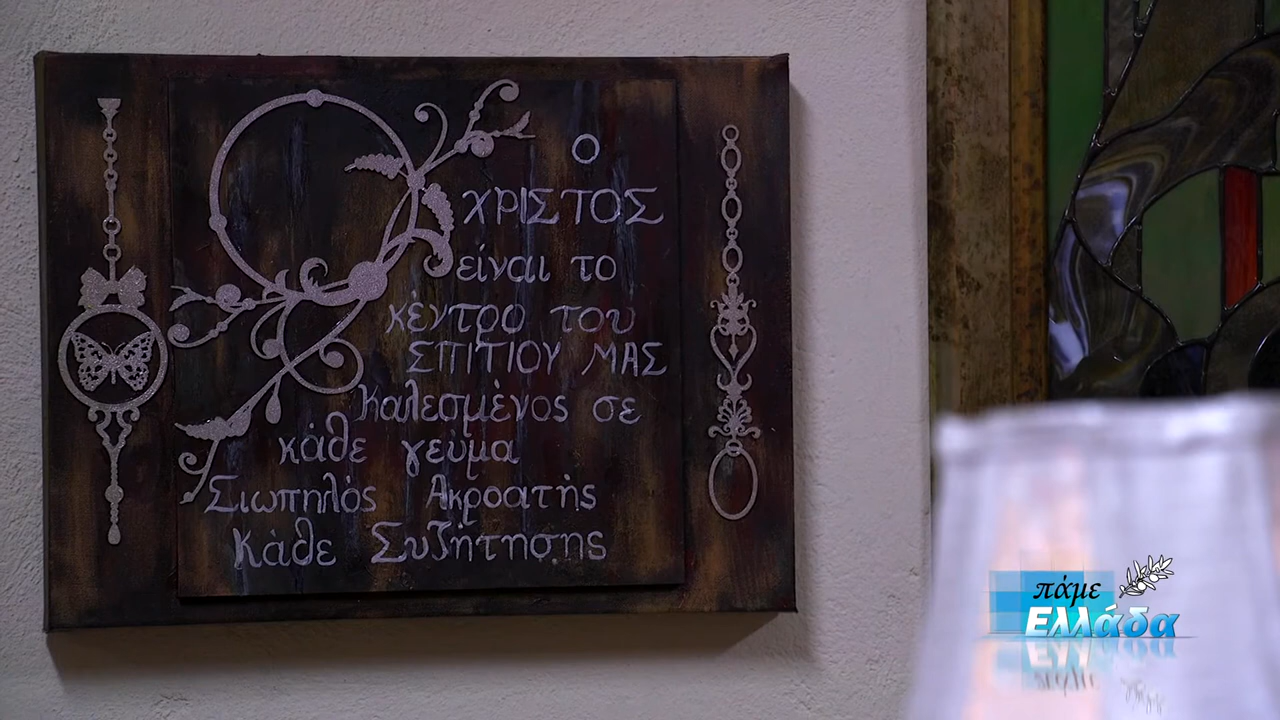 Ο
ΧΡΙΣΤΟΣ
είναι το
κέντρο του
ΣΠΙΤΙΟΥ ΜΑΣ
Καλεσμένος σε
κάθε γεύμα
Σιωπηλός Ακροατής
Κάθε Συζήτησης
πάμε
Ελλάδα